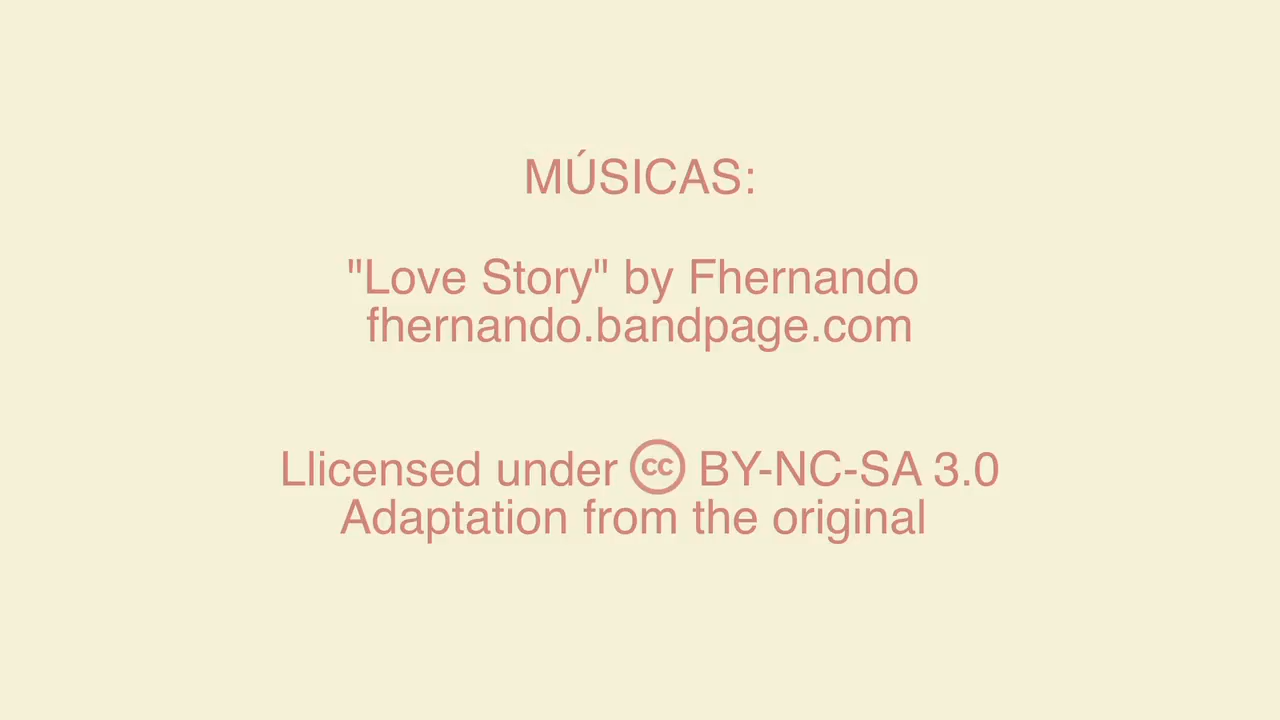 MÚSICAS:
"Love Story" by Fhernando
fhernando.bandpage.com
Llicensed under cc BY-NC-SA 3.0
Adaptation from the original